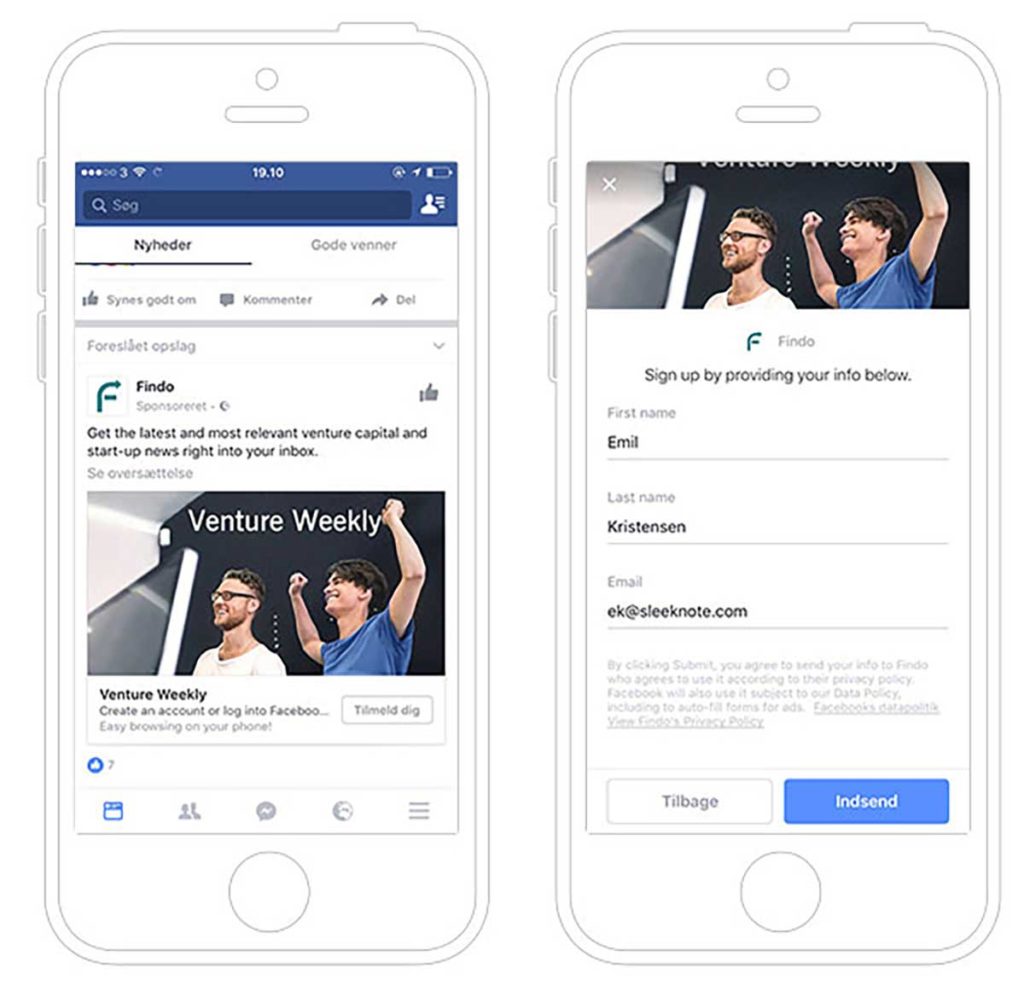 3
19.10
Søg
Nyheder
Gode venner
Synes godt om
Kommenter
Del
Foreslået opslag
Findo
Sponsoreret
Get the latest and most relevant venture capital and
start-up news right into your inbox.
Se oversættelse
Venture Weekly
Venture Weekly
Create an account or log into Faceboo...
Easy browsing on your phone!
Tilmeld dig
7
Venture Weekly
Findo
Sign up by providing your info below.
First name
Emil
Last name
Kristensen
Email
ek@sleeknote.com
By clicking Submit, you agree to send your info to Findo
who agrees to use it according to their privacy policy.
Facebook will also use it subject to our Data Policy,
including to auto-fill forms for ads. Facebooks datapolitik
View Findo's Privacy Policy
Tilbage
Indsend